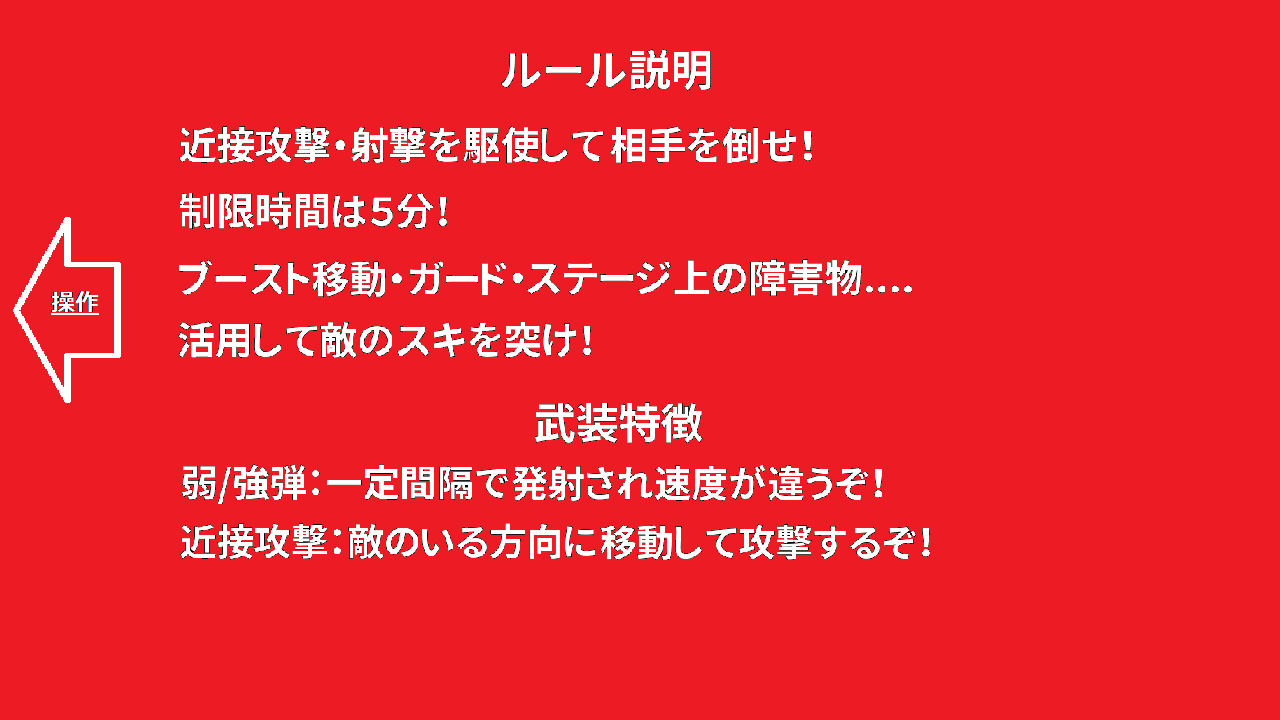 ルール説明
近接攻撃・射撃を駆使して相手を倒せ！
制限時間は５分！
ブースト移動・ガード・ステージ上の障害物....
活用して敵のスキを突け！
操作
武装特徴
弱/強弾：一定間隔で発射され速度が違うぞ！
近接攻撃：敵のいる方向に移動して攻撃するぞ！